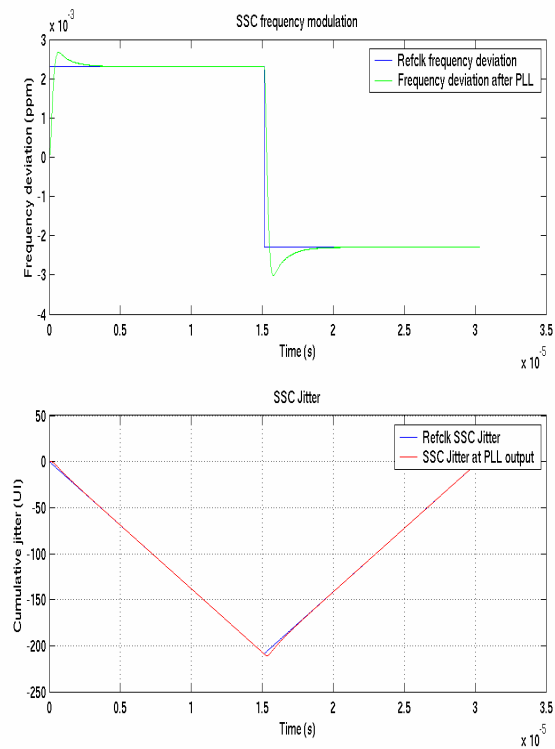 SSC frequency modulation
x 10^-3
3
2
1
0
-1
-2
-3
-4
Frequency deviation (ppm)
Refclk frequency deviation
Frequency deviation after PLL
0 0.5 1 1.5 2 2.5 3 3.5
Time (s)
x 10^-5
SSC Jitter
50
0
-50
-100
-150
-200
-250
Cumulative jitter (UI)
Refclk SSC Jitter
SSC Jitter at PLL output
0 0.5 1 1.5 2 2.5 3 3.5
Time (s)
x 10^-5